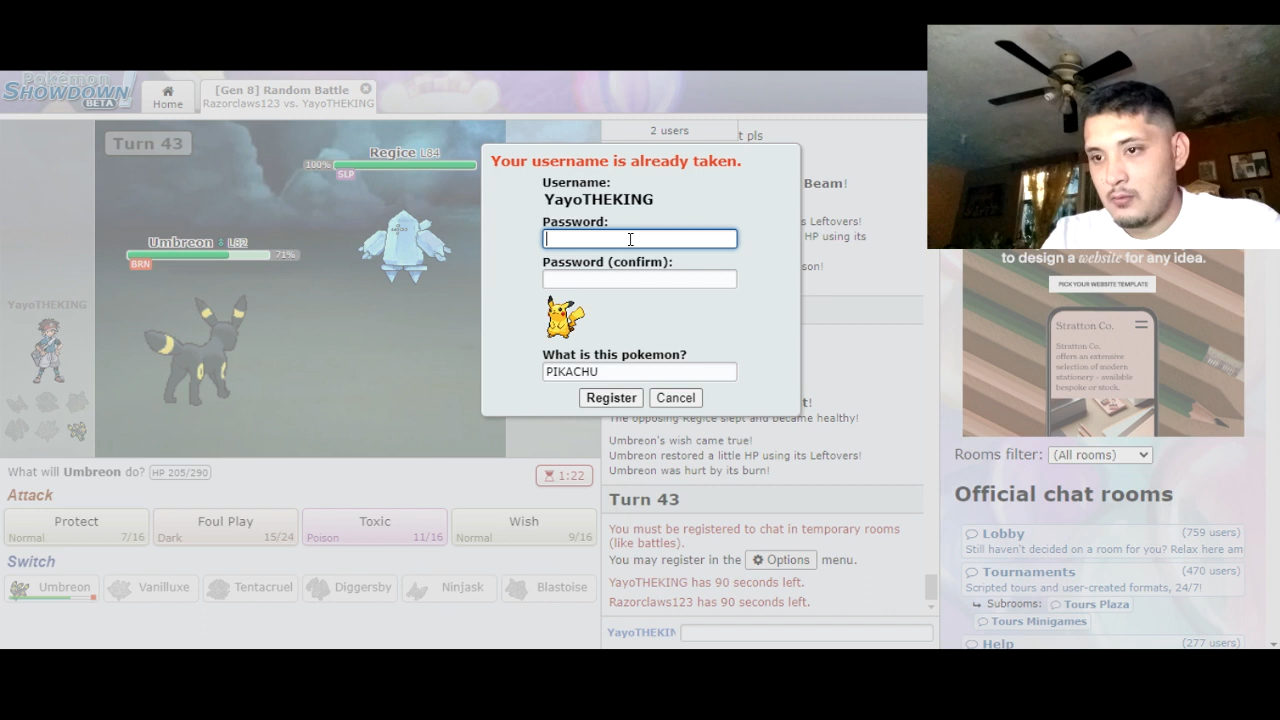 Pokémon
SHOWDOWN!
BETA
Home
[Gen 8] Random Battle
Razorclaws123 vs. YayoTHEKING
Turn 43
Regice L84
100%
SLP
Umbreon L82
71%
BRN
YayoTHEKING
2 users
t pls
Beam!
s Leftovers!
HP using its
son!
Your username is already taken.
Username:
YayoTHEKING
Password:
Password (confirm):
What is this pokemon?
PIKACHU
Register
Cancel
t!
The opposing Regice slept and became healthy!
Umbreon's wish came true!
Umbreon restored a little HP using its Leftovers!
Umbreon was hurt by its burn!
Turn 43
You must be registered to chat in temporary rooms
(like battles).
You may register in the Options menu.
YayoTHEKING has 90 seconds left.
Razorclaws123 has 90 seconds left.
YayoTHEKIN
What will Umbreon do? HP 205/290
1:22
Attack
Protect
Normal 7/16
Foul Play
Dark 15/24
Toxic
Poison 11/16
Wish
Normal 9/16
Switch
Umbreon
Vanilluxe
Tentacruel
Diggersby
Ninjask
Blastoise
to design a website for any idea.
PICK YOUR WEBSITE TEMPLATE
Stratton Co.
Stratton Co.
offers an extensive
selection of modern
stationery – available
bespoke or stock.
Rooms filter: (All rooms)
Official chat rooms
Lobby (759 users)
Still haven't decided on a room for you? Relax here am
Tournaments (470 users)
Scripted tours and user-created formats, 24/7!
Subrooms: Tours Plaza
Tours Minigames
Help (277 users)